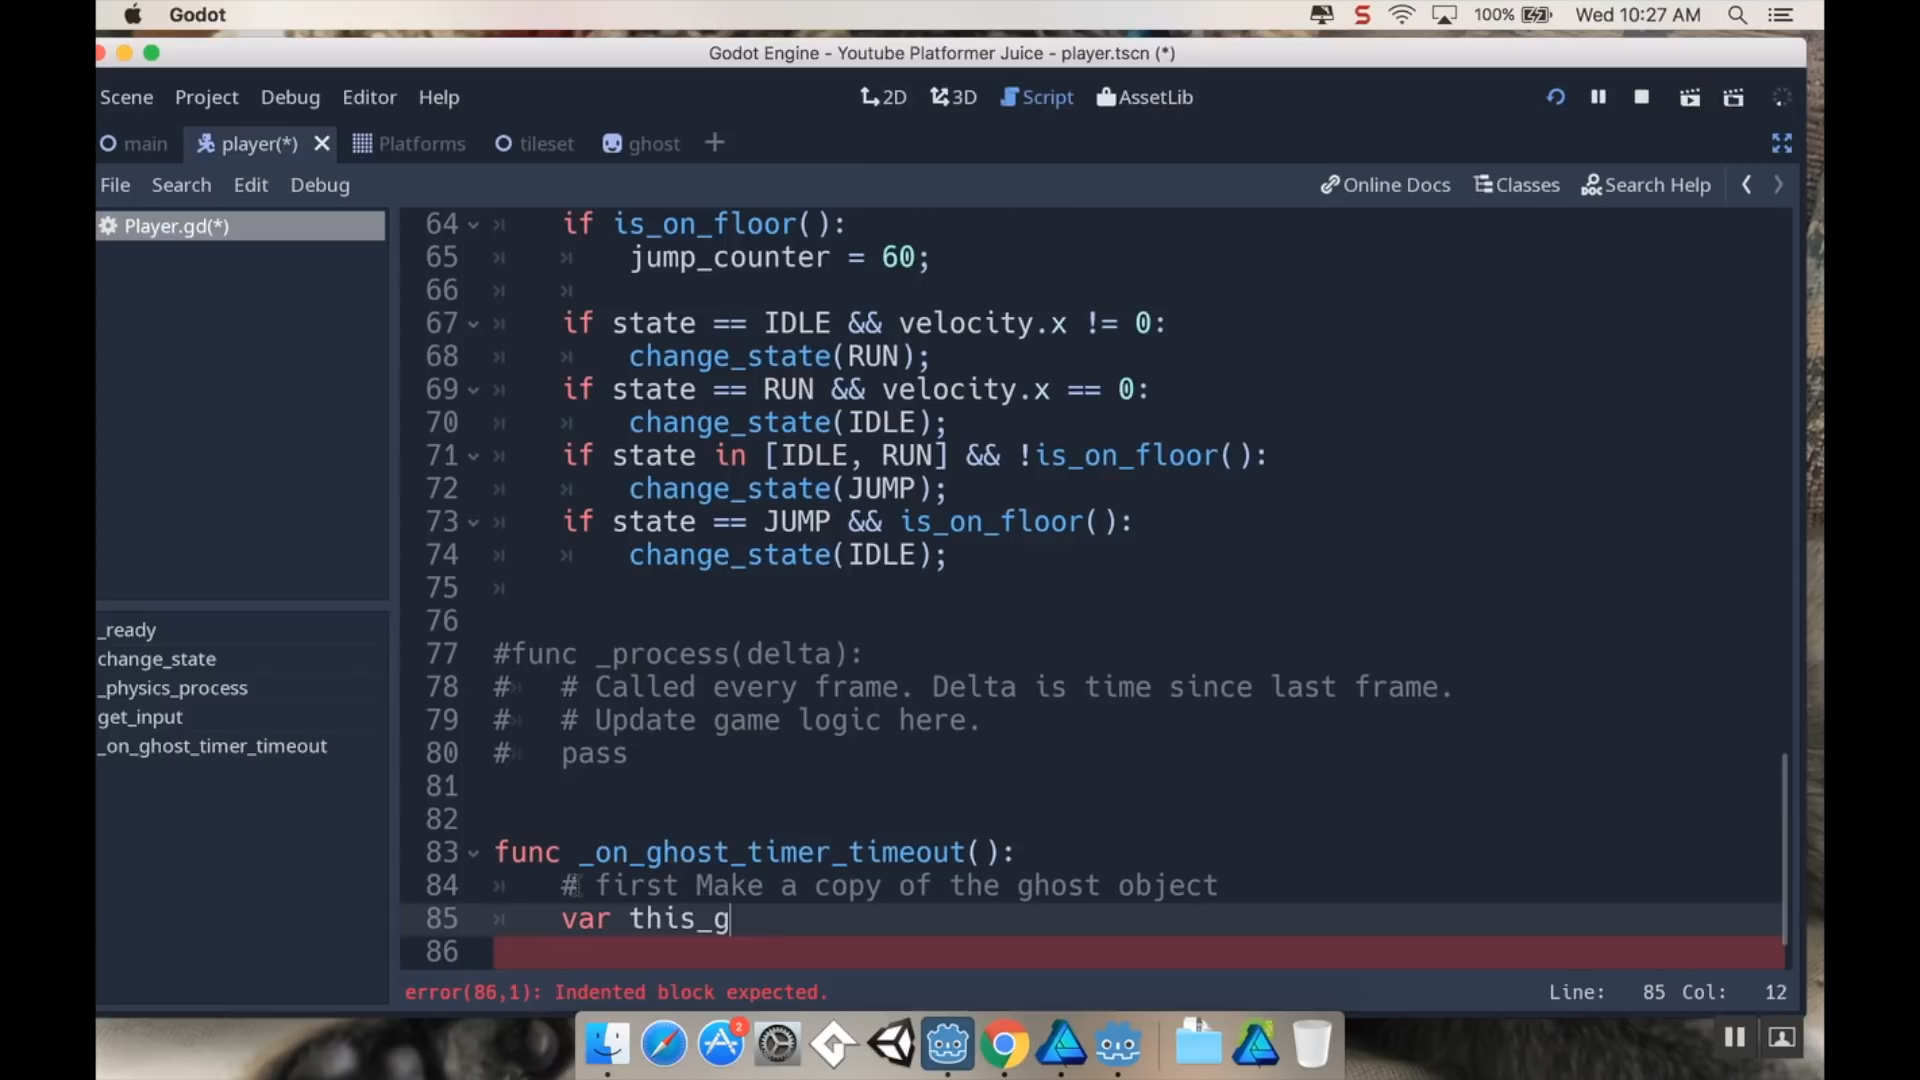 Godot
S
100%
Wed 10:27 AM
Godot Engine - Youtube Platformer Juice - player.tscn (*)
Scene Project Debug Editor Help
2D 3D Script AssetLib
main player(*) Platforms tileset ghost
File Search Edit Debug
Online Docs Classes Search Help
DOC
Player.gd(*)
_ready
change_state
_physics_process
get_input
_on_ghost_timer_timeout
64 if is_on_floor():
65 jump_counter = 60;
66
67 if state == IDLE && velocity.x != 0:
68 change_state(RUN);
69 if state == RUN && velocity.x == 0:
70 change_state(IDLE);
71 if state in [IDLE, RUN] && !is_on_floor():
72 change_state(JUMP);
73 if state == JUMP && is_on_floor():
74 change_state(IDLE);
75
76
77 #func _process(delta):
78 # # Called every frame. Delta is time since last frame.
79 # # Update game logic here.
80 # pass
81
82
83 func _on_ghost_timer_timeout():
84 # first Make a copy of the ghost object
85 var this_g
86
error(86,1): Indented block expected.
Line: 85 Col: 12
2